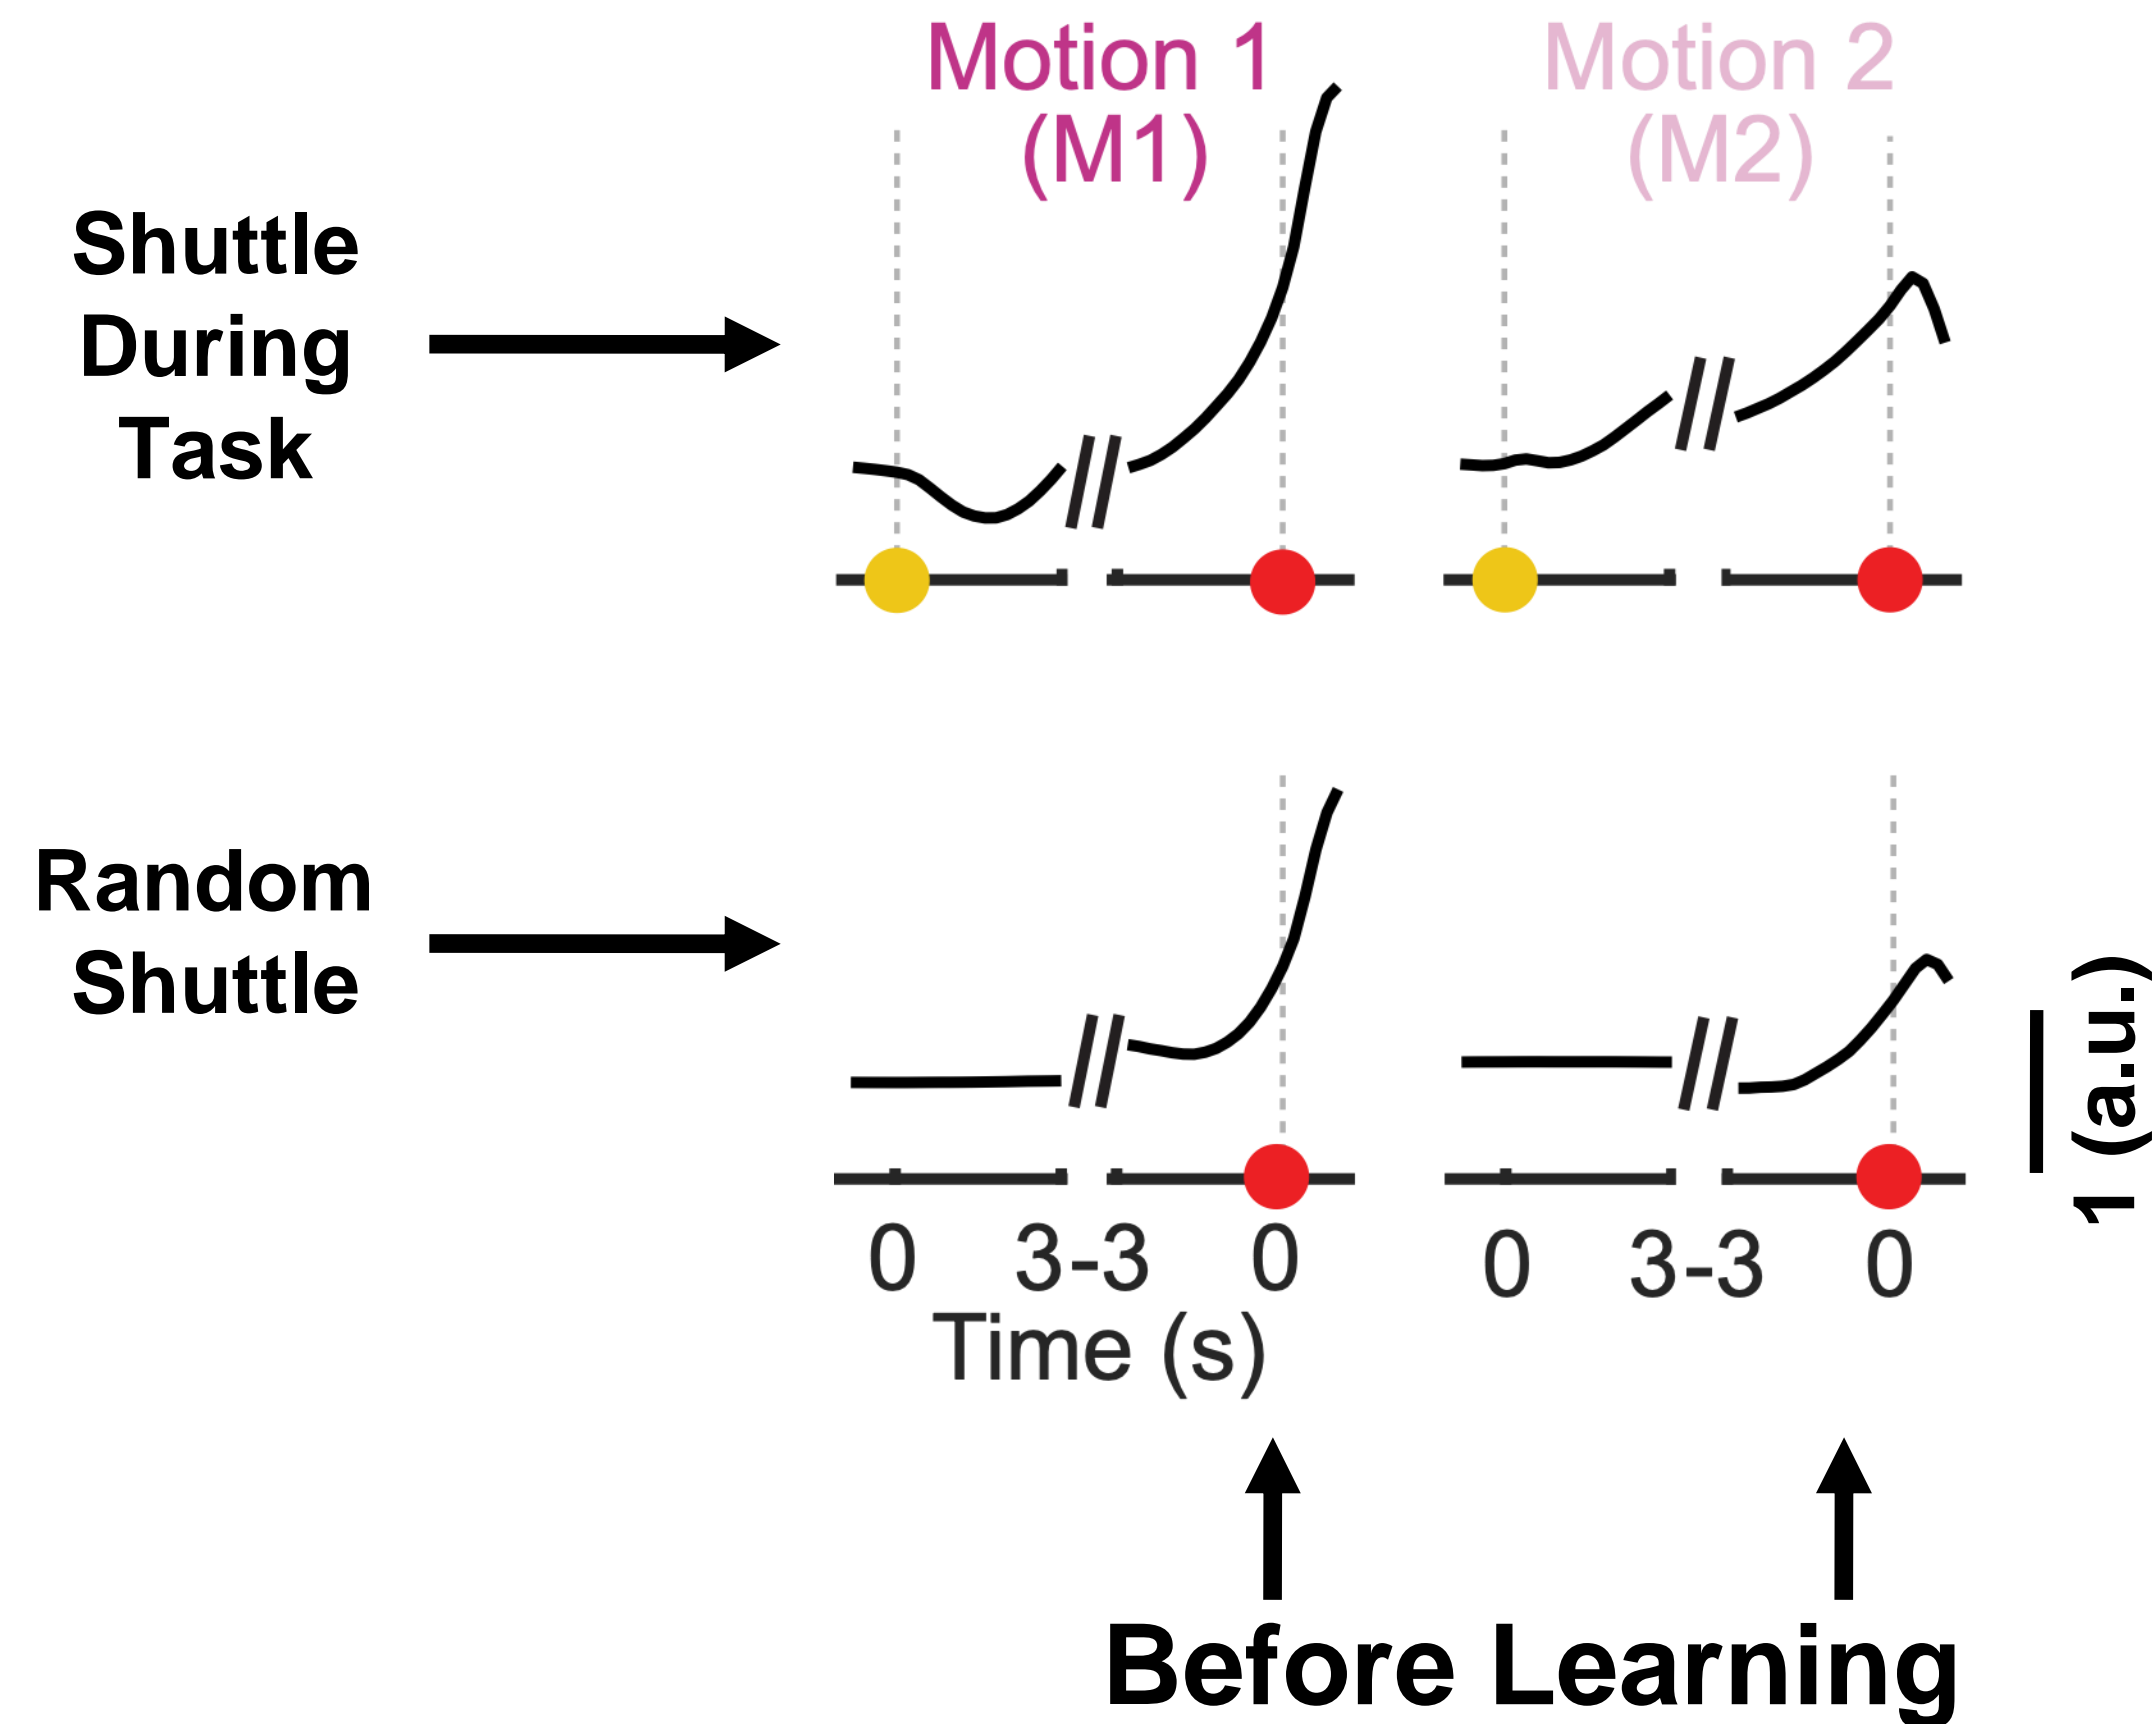 Motion 1
(M1)
Motion 2
(M2)
Shuttle
During
Task
Random
Shuttle
1 (a.u.)
0 3-3 0
0 3-3 0
Time (s)
Before Learning